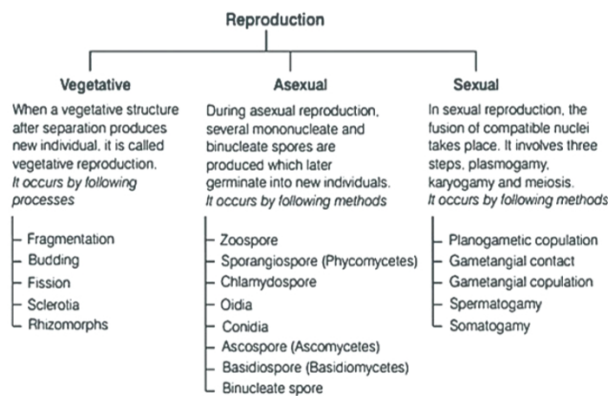 Reproduction
Vegetative
When a vegetative structure
after separation produces
new individual, it is called
vegetative reproduction.
It occurs by following
processes
Fragmentation
Budding
Fission
Sclerotia
Rhizomorphs
Asexual
During asexual reproduction,
several mononucleate and
binucleate spores are
produced which later
germinate into new individuals.
It occurs by following methods
Zoospore
Sporangiospore (Phycomycetes)
Chlamydospore
Oidia
Conidia
Ascospore (Ascomycetes)
Basidiospore (Basidiomycetes)
Binucleate spore
Sexual
In sexual reproduction, the
fusion of compatible nuclei
takes place. It involves three
steps, plasmogamy,
karyogamy and meiosis.
It occurs by following methods
Planogametic copulation
Gametangial contact
Gametangial copulation
Spermatogamy
Somatogamy